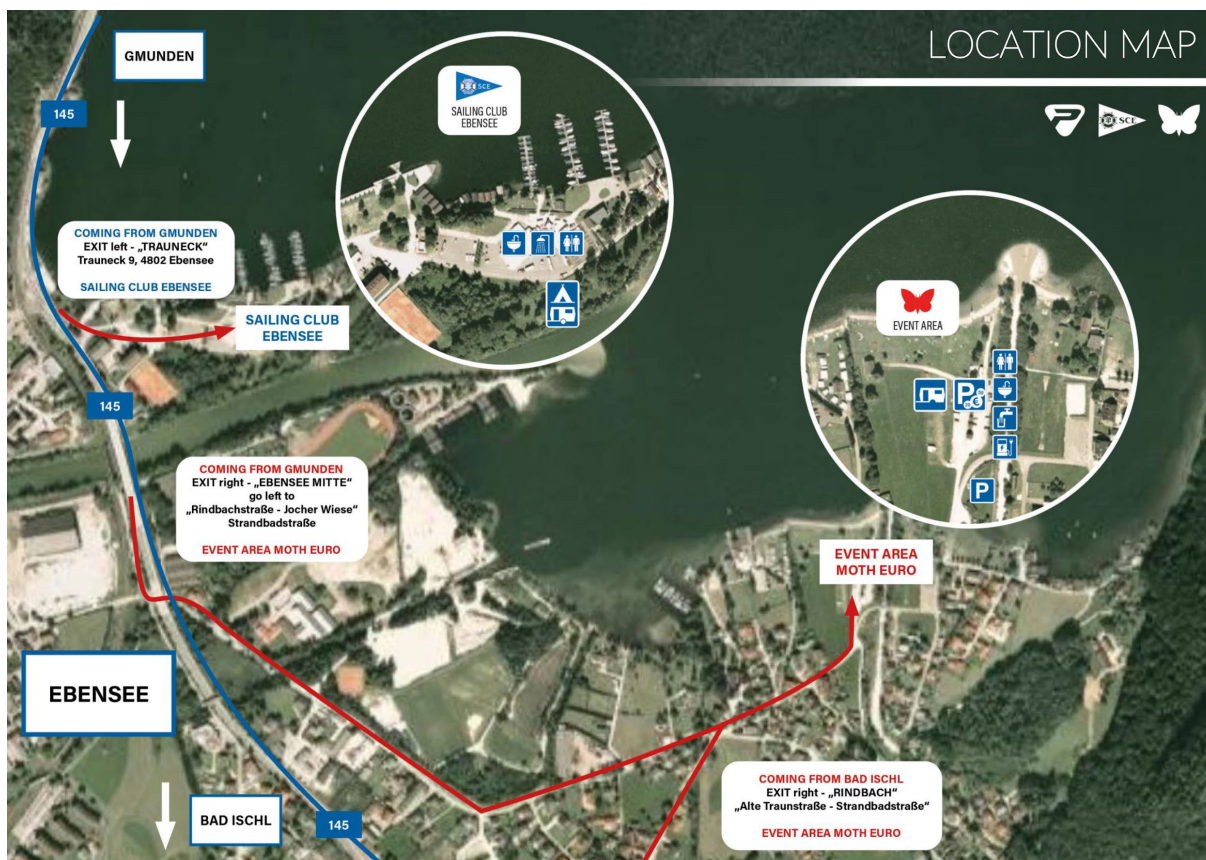 LOCATION MAP
GMUNDEN
145
SCE
SAILING CLUB
EBENSEE
SCE
COMING FROM GMUNDEN
EXIT left - „TRAUNECK“
Trauneck 9, 4802 Ebensee
SAILING CLUB EBENSEE
SAILING CLUB
EBENSEE
EVENT AREA
P
€
P
145
COMING FROM GMUNDEN
EXIT right - „EBENSEE MITTE“
go left to
„Rindbachstraße - Jocher Wiese“
Strandbadstraße
EVENT AREA MOTH EURO
EVENT AREA
MOTH EURO
EBENSEE
COMING FROM BAD ISCHL
EXIT right - „RINDBACH“
„Alte Traunstraße - Strandbadstraße“
EVENT AREA MOTH EURO
BAD ISCHL
145